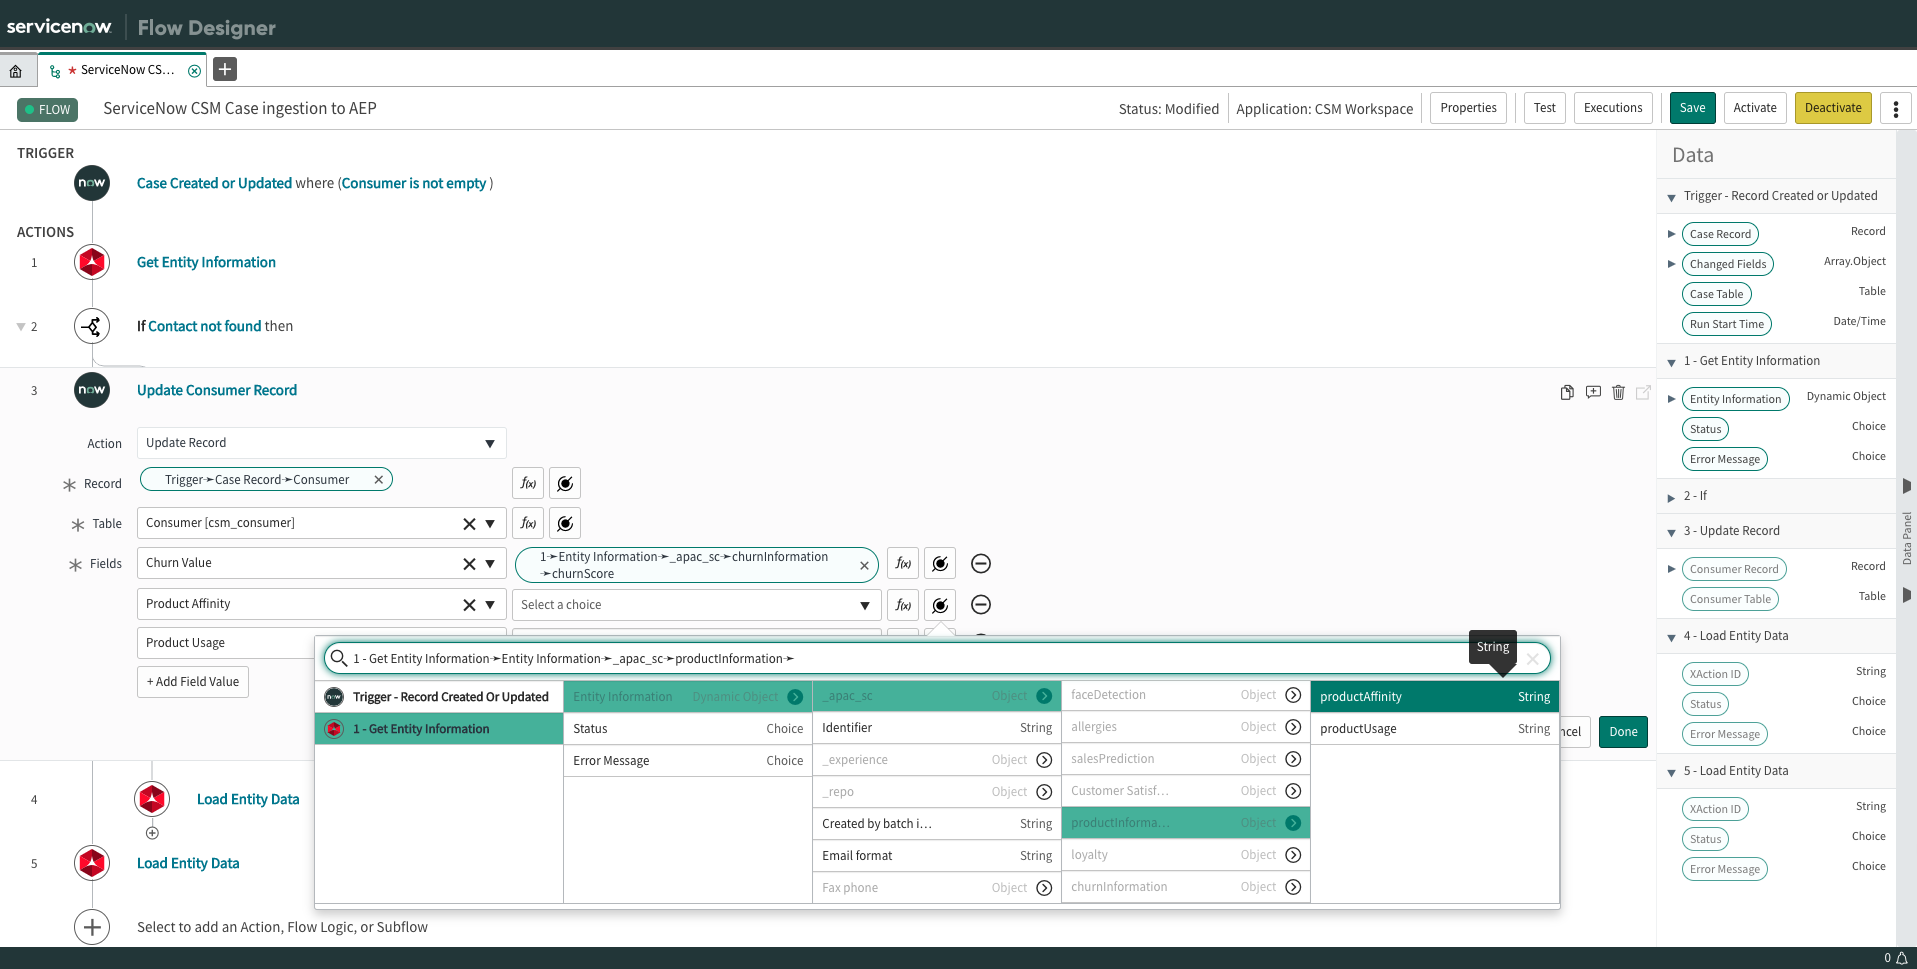 servicenow Flow Designer
ServiceNow CS...
FLOW ServiceNow CSM Case ingestion to AEP Status: Modified Application: CSM Workspace Properties Test Executions Save Activate Deactivate
TRIGGER
now Case Created or Updated where (Consumer is not empty )
ACTIONS
1 Get Entity Information
2 If Contact not found then
3 now Update Consumer Record
Action Update Record
Record Trigger➛Case Record➛Consumer f(x)
Table Consumer [csm_consumer] f(x)
Fields Churn Value 1➛Entity Information➛_apac_sc➛churnInformation
➛churnScore f(x)
Product Affinity Select a choice f(x)
Product Usage
+ Add Field Value
String
1 - Get Entity Information➛Entity Information➛_apac_sc➛productInformation➛
now Trigger - Record Created Or Updated
1 - Get Entity Information
Entity Information Dynamic Object
Status Choice
Error Message Choice
_apac_sc Object
Identifier String
_experience Object
_repo Object
Created by batch i... String
Email format String
Fax phone Object
faceDetection Object
allergies Object
salesPrediction Object
Customer Satisf... Object
productInforma... Object
loyalty Object
churnInformation Object
productAffinity String
productUsage String
ncel Done
4 Load Entity Data
5 Load Entity Data
Select to add an Action, Flow Logic, or Subflow
Data
Trigger - Record Created or Updated
Case Record Record
Changed Fields Array.Object
Case Table Table
Run Start Time Date/Time
1 - Get Entity Information
Entity Information Dynamic Object
Status Choice
Error Message Choice
2 - If
3 - Update Record
Consumer Record Record
Consumer Table Table
4 - Load Entity Data
XAction ID String
Status Choice
Error Message Choice
5 - Load Entity Data
XAction ID String
Status Choice
Error Message Choice
Data Panel
0